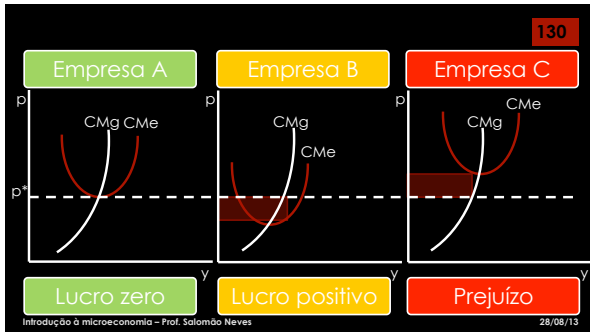 130
Empresa A
Empresa B
Empresa C
p
CMg CMe
p*
y
p
CMg
CMe
y
p
CMe
CMg
y
Lucro zero
Lucro positivo
Prejuízo
Introdução à microeconomia – Prof. Salomão Neves
28/08/13